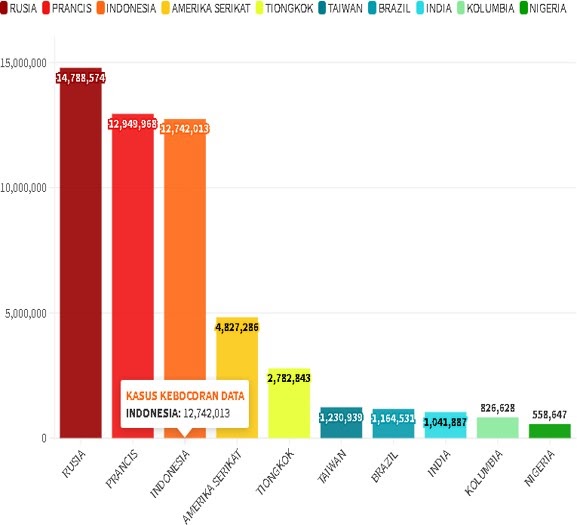 RUSIA PRANCIS INDONESIA AMERIKA SERIKAT TIONGKOK TAIWAN BRAZIL INDIA KOLUMBIA NIGERIA
15,000,000
14,788,574
12,949,968
12,742,013
10,000,000
5,000,000
4,827,286
2,782,843
KASUS KEBOCORAN DATA
INDONESIA: 12,742,013
1,230,939
1,164,531
1,041,887
826,628
558,647
0
RUSIA
PRANCIS
INDONESIA
AMERIKA SERIKAT
TIONGKOK
TAIWAN
BRAZIL
INDIA
KOLUMBIA
NIGERIA